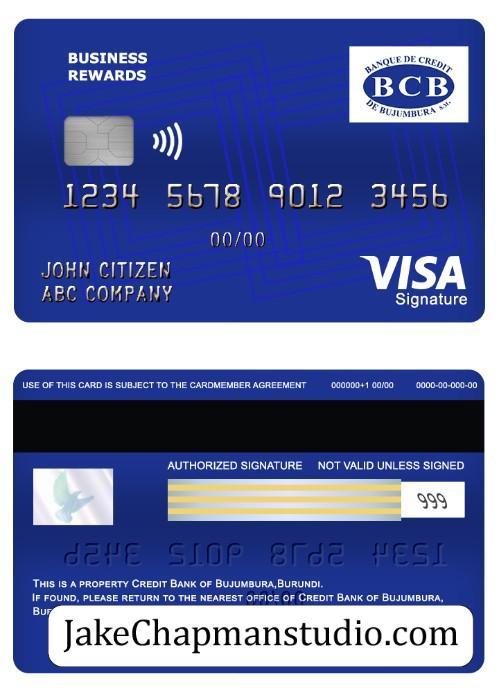 BUSINESS
REWARDS
BANQUE DE CREDIT
BCB
DE BUJUMBURA S.M.
1234 5678 9012 3456
00/00
JOHN CITIZEN
ABC COMPANY
VISA
Signature
USE OF THIS CARD IS SUBJECT TO THE CARDMEMBER AGREEMENT 000000+1 00/00 0000-00-000-00
AUTHORIZED SIGNATURE NOT VALID UNLESS SIGNED
999
THIS IS A PROPERTY CREDIT BANK OF BUJUMBURA,BURUNDI.
IF FOUND, PLEASE RETURN TO THE NEAREST OFFICE OF CREDIT BANK OF BUJUMBURA,
JakeChapmanstudio.com